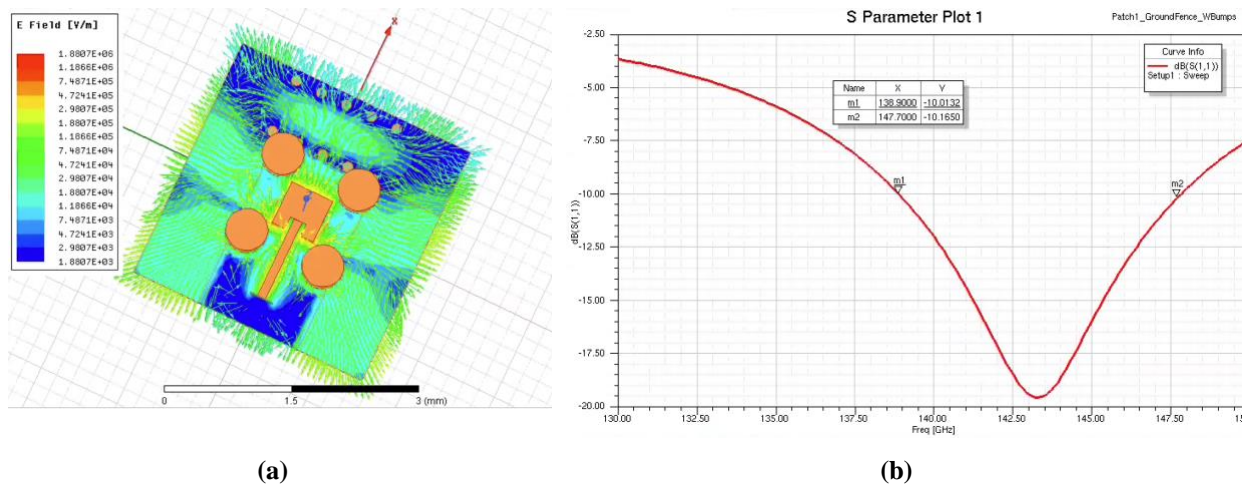 E Field [V/m]
1.8807E+06
1.1866E+06
7.4871E+05
4.7241E+05
2.9807E+05
1.8807E+05
1.1866E+05
7.4871E+04
4.7241E+04
2.9807E+04
1.8807E+04
1.1866E+04
7.4871E+03
4.7241E+03
2.9807E+03
1.8807E+03
X
0 1.5 3 (mm)
(a)
S Parameter Plot 1
Patch1_GroundFence_WBumps
Curve Info
dB(S(1,1))
Setup1 : Sweep
Name X Y
m1 138.9000 -10.0132
m2 147.7000 -10.1650
m1
m2
dB(S(1,1))
-2.50
-5.00
-7.50
-10.00
-12.50
-15.00
-17.50
-20.00
130.00 132.50 135.00 137.50 140.00 142.50 145.00 147.50
Freq [GHz]
(b)